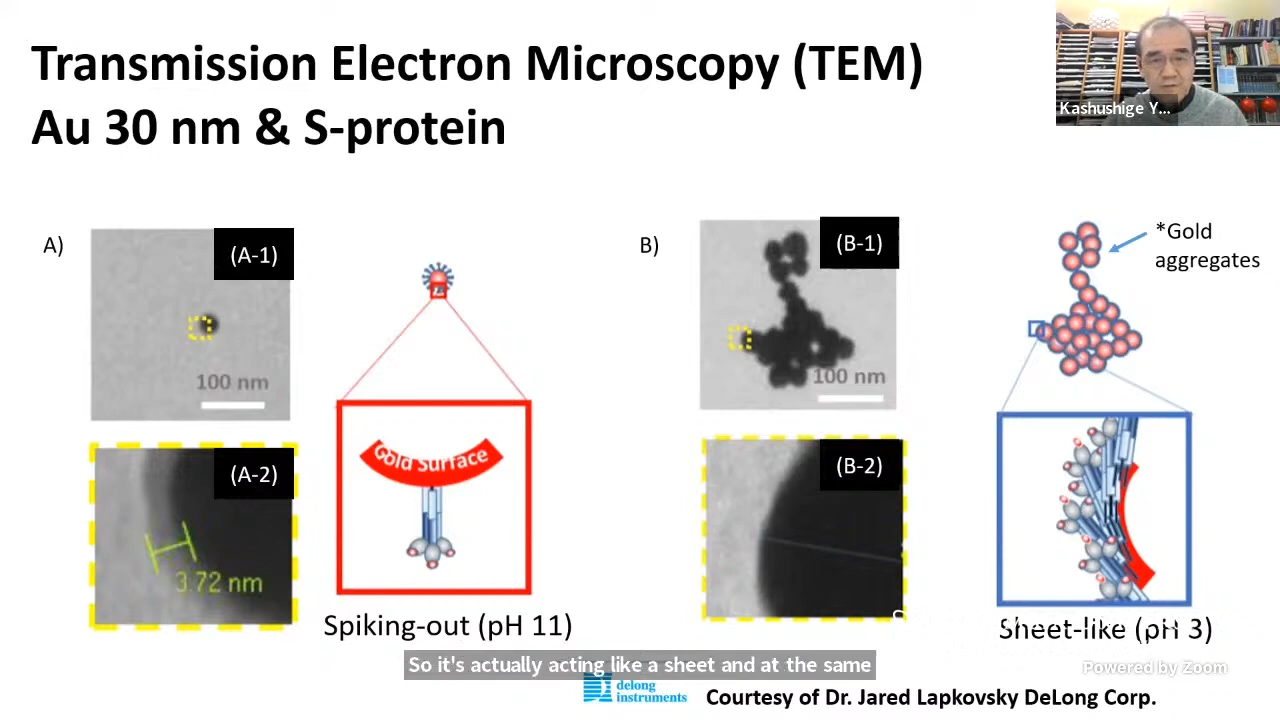 Transmission Electron Microscopy (TEM)
Au 30 nm & S-protein
Kashushige Y...
A)
(A-1)
100 nm
(A-2)
3.72 nm
Gold Surface
Spiking-out (pH 11)
B)
(B-1)
100 nm
(B-2)
*Gold
aggregates
Sheet-like (pH 3)
So it's actually acting like a sheet and at the same
Powered by Zoom
delong
instruments
Courtesy of Dr. Jared Lapkovsky DeLong Corp.